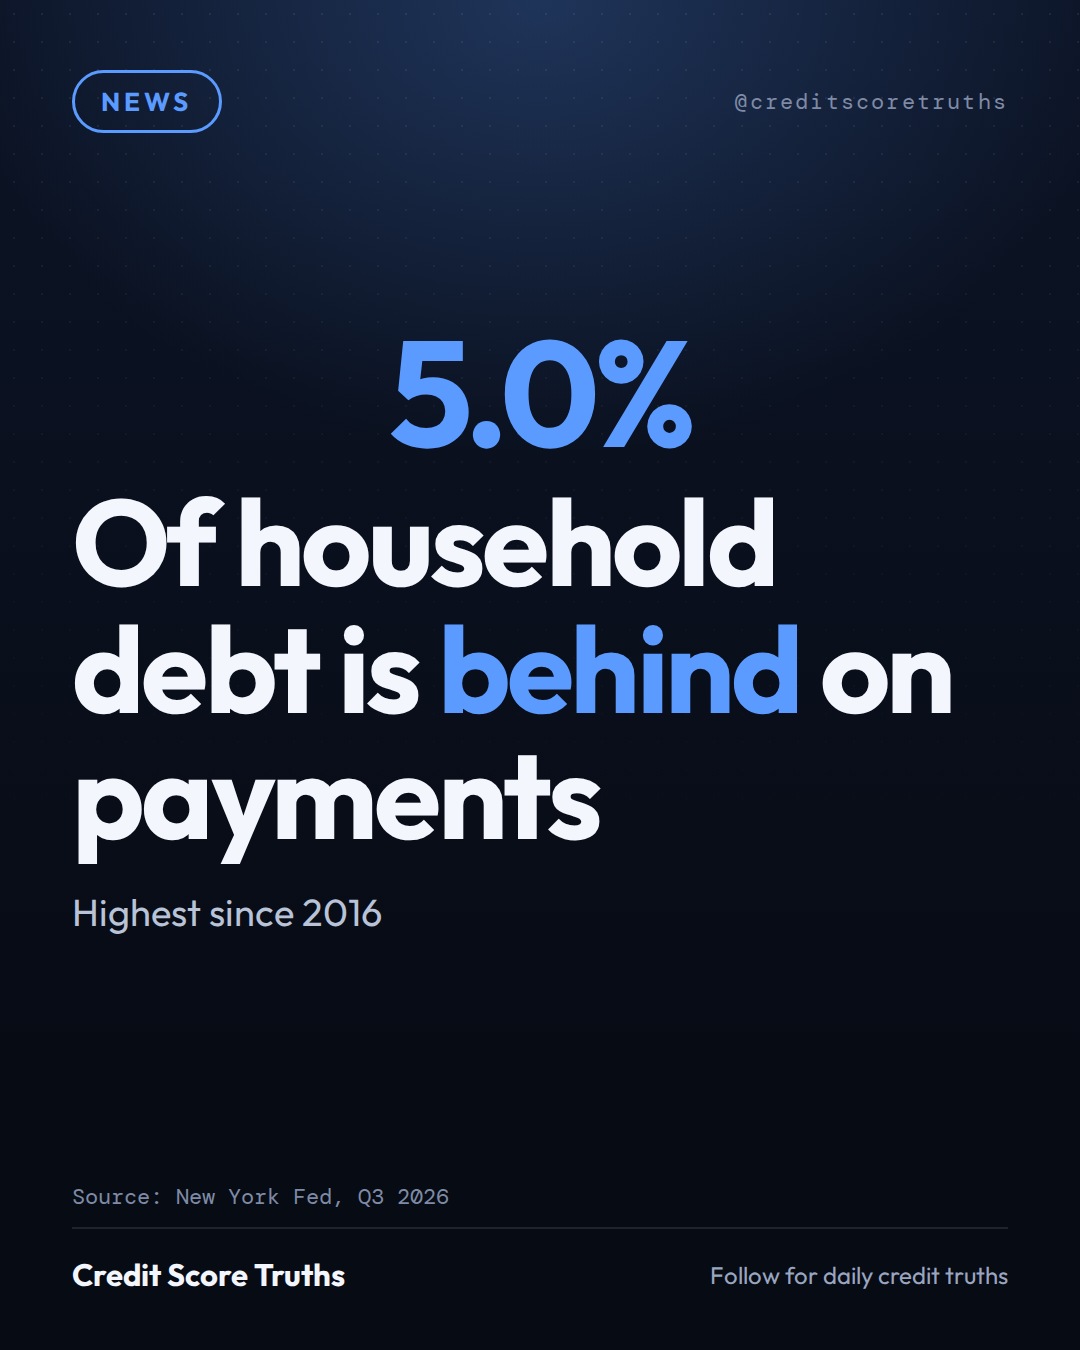 NEWS
@creditscoretruths
5.0%
Of household
debt is behind on
payments
Highest since 2016
Source: New York Fed, Q3 2026
Credit Score Truths
Follow for daily credit truths